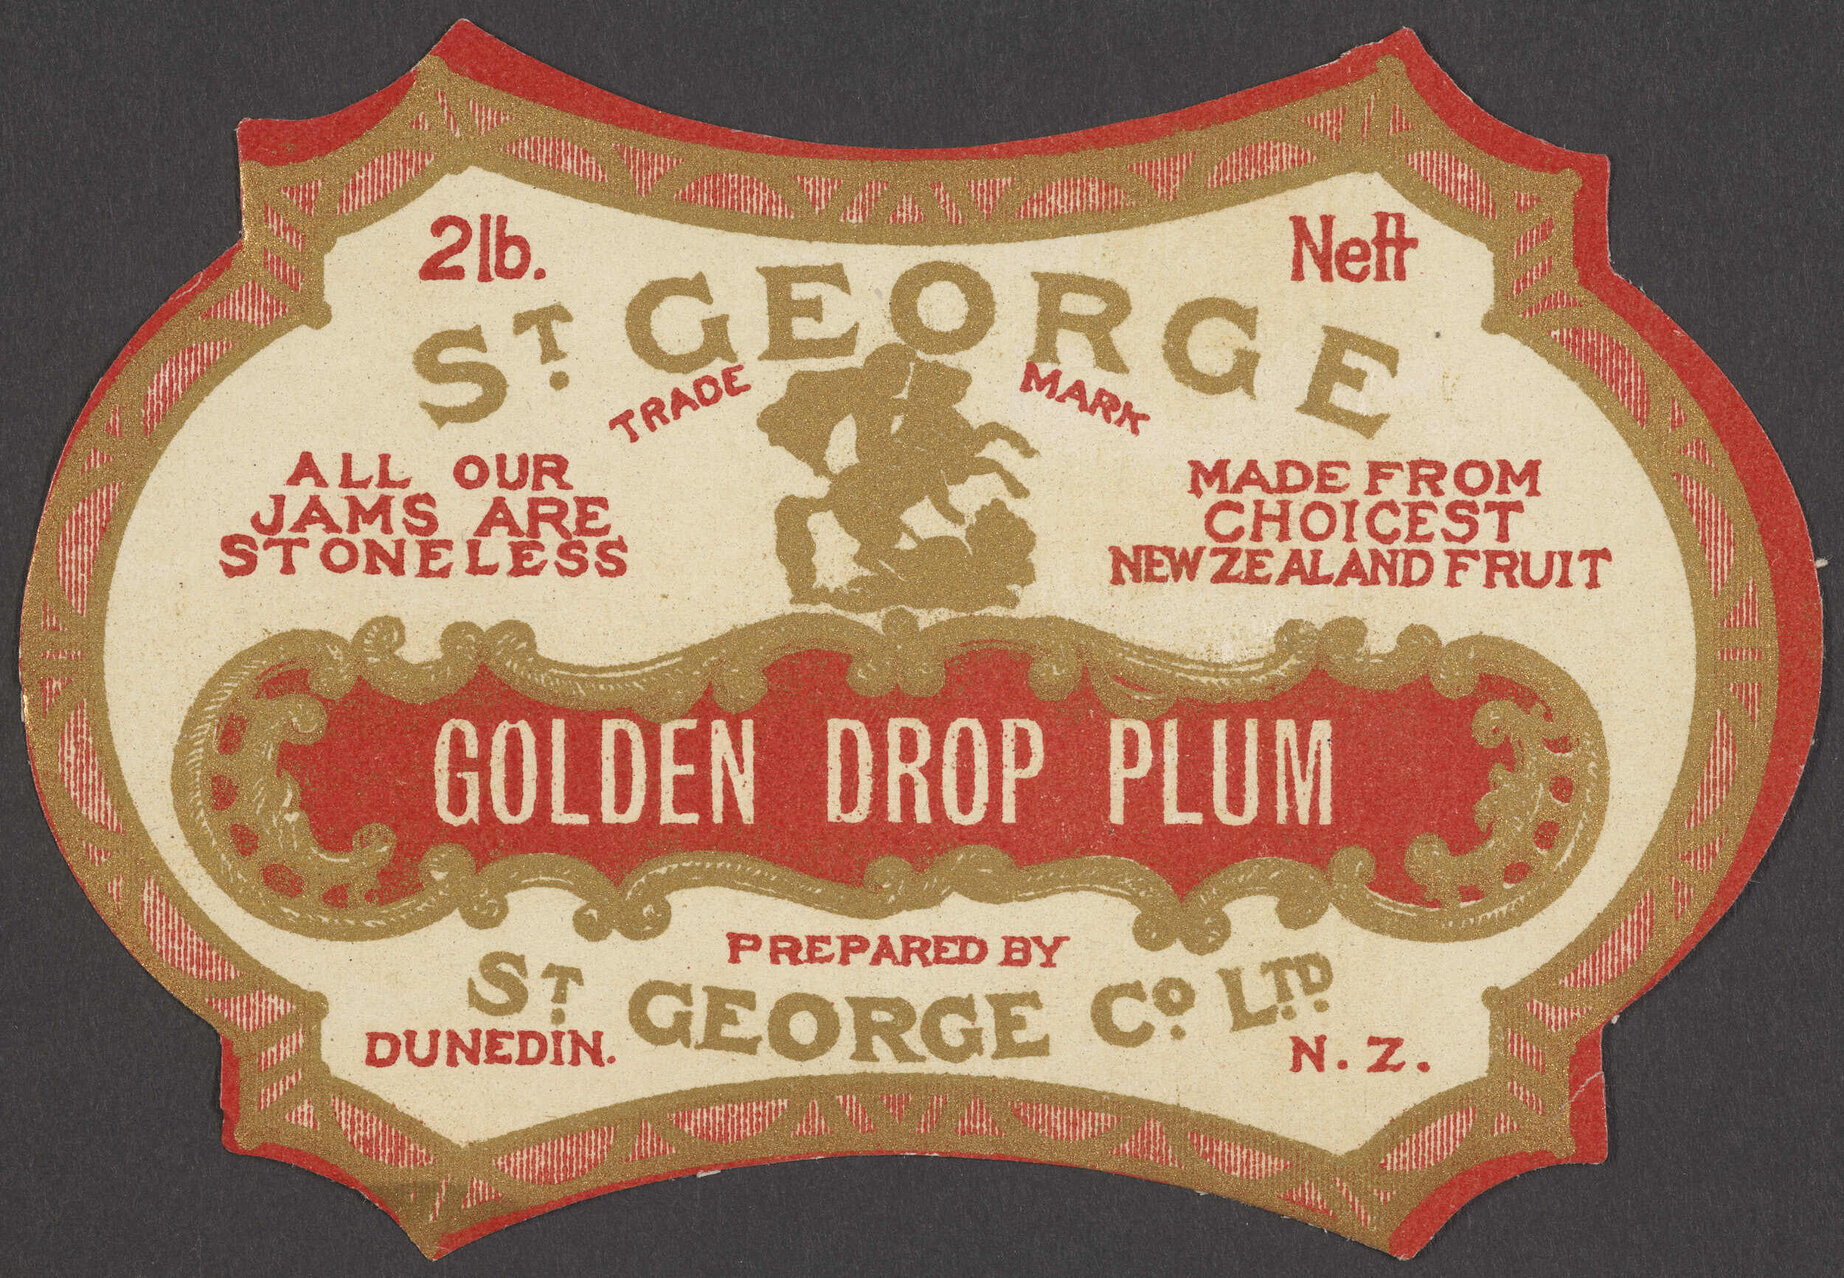 2lb. Nett
ST. GEORGE
TRADE MARK
ALL OUR
JAMS ARE
STONELESS
MADE FROM
CHOICEST
NEW ZEALAND FRUIT
GOLDEN DROP PLUM
PREPARED BY
ST. GEORGE CO. LTD.
DUNEDIN. N. Z.